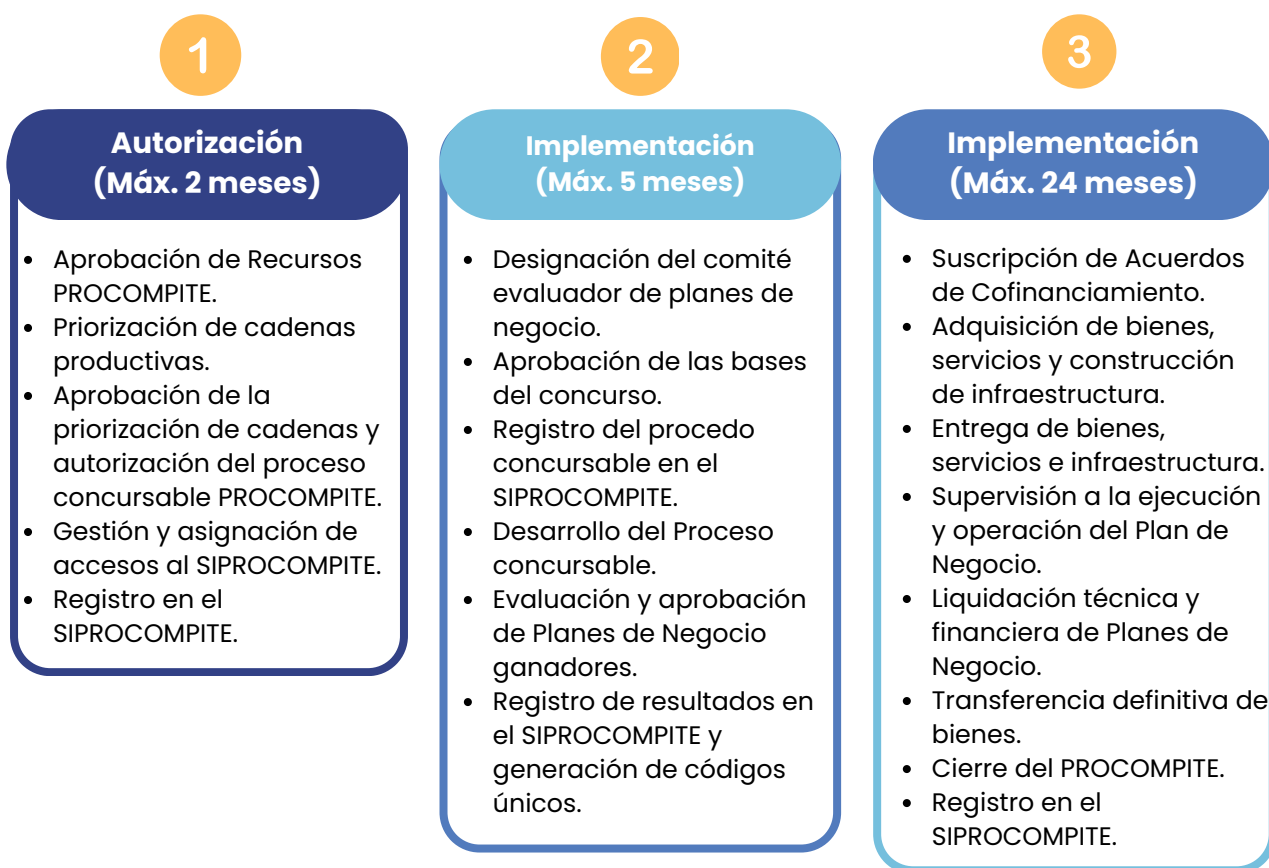 1
Autorización
(Máx. 2 meses)
• Aprobación de Recursos
PROCOMPITE.
• Priorización de cadenas
productivas.
• Aprobación de la
priorización de cadenas y
autorización del proceso
concursable PROCOMPITE.
• Gestión y asignación de
accesos al SIPROCOMPITE.
• Registro en el
SIPROCOMPITE.
2
Implementación
(Máx. 5 meses)
• Designación del comité
evaluador de planes de
negocio.
• Aprobación de las bases
del concurso.
• Registro del procedo
concursable en el
SIPROCOMPITE.
• Desarrollo del Proceso
concursable.
• Evaluación y aprobación
de Planes de Negocio
ganadores.
• Registro de resultados en
el SIPROCOMPITE y
generación de códigos
únicos.
3
Implementación
(Máx. 24 meses)
• Suscripción de Acuerdos
de Cofinanciamiento.
• Adquisición de bienes,
servicios y construcción
de infraestructura.
• Entrega de bienes,
servicios e infraestructura.
• Supervisión a la ejecución
y operación del Plan de
Negocio.
• Liquidación técnica y
financiera de Planes de
Negocio.
• Transferencia definitiva de
bienes.
• Cierre del PROCOMPITE.
• Registro en el
SIPROCOMPITE.